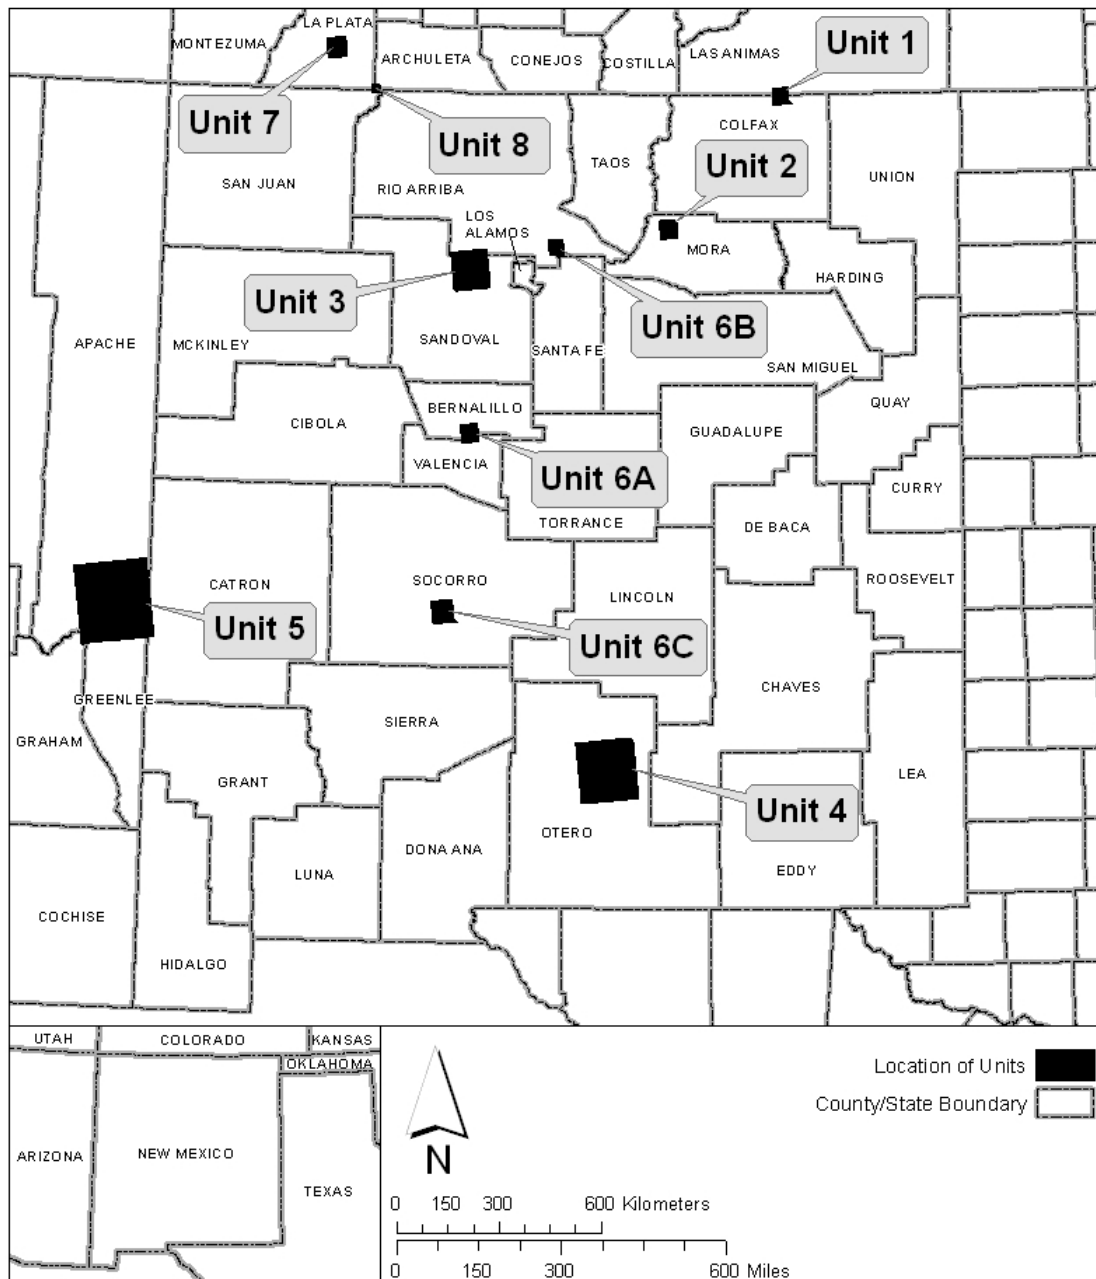 LA PLATA
MONTEZUMA
ARCHULETA
CONEJOS
COSTILLA
LAS ANIMAS
Unit 1
Unit 7
Unit 8
COLFAX
Unit 2
TAOS
UNION
SAN JUAN
RIO ARRIBA
LOS
ALAMOS
MORA
HARDING
Unit 3
Unit 6B
APACHE
MCKINLEY
SANDOVAL
SANTA FE
SAN MIGUEL
QUAY
BERNALILLO
CIBOLA
GUADALUPE
VALENCIA
Unit 6A
CURRY
TORRANCE
DE BACA
CATRON
SOCORRO
LINCOLN
ROOSEVELT
Unit 5
Unit 6C
CHAVES
GREENLEE
SIERRA
GRAHAM
GRANT
LEA
Unit 4
OTERO
DONA ANA
LUNA
EDDY
COCHISE
HIDALGO
UTAH
COLORADO
KANSAS
OKLAHOMA
ARIZONA
NEW MEXICO
TEXAS
N
Location of Units
County/State Boundary
0 150 300 600 Kilometers
0 150 300 600 Miles